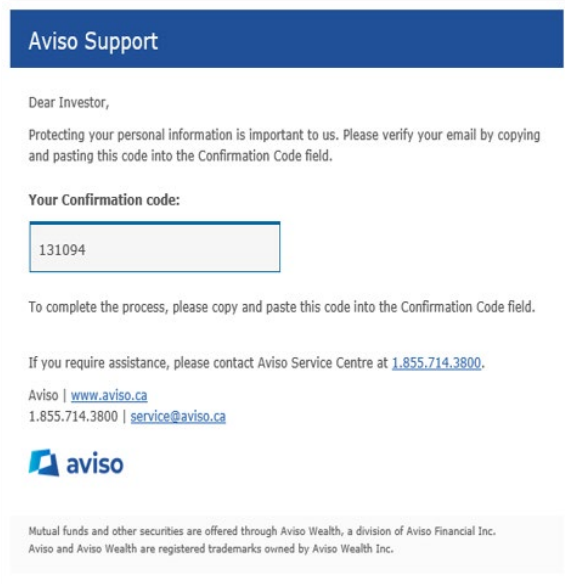 Aviso Support
Dear Investor,
Protecting your personal information is important to us. Please verify your email by copying
and pasting this code into the Confirmation Code field.
Your Confirmation code:
131094
To complete the process, please copy and paste this code into the Confirmation Code field.
If you require assistance, please contact Aviso Service Centre at 1.855.714.3800.
Aviso | www.aviso.ca
1.855.714.3800 | service@aviso.ca
aviso
Mutual funds and other securities are offered through Aviso Wealth, a division of Aviso Financial Inc.
Aviso and Aviso Wealth are registered trademarks owned by Aviso Wealth Inc.